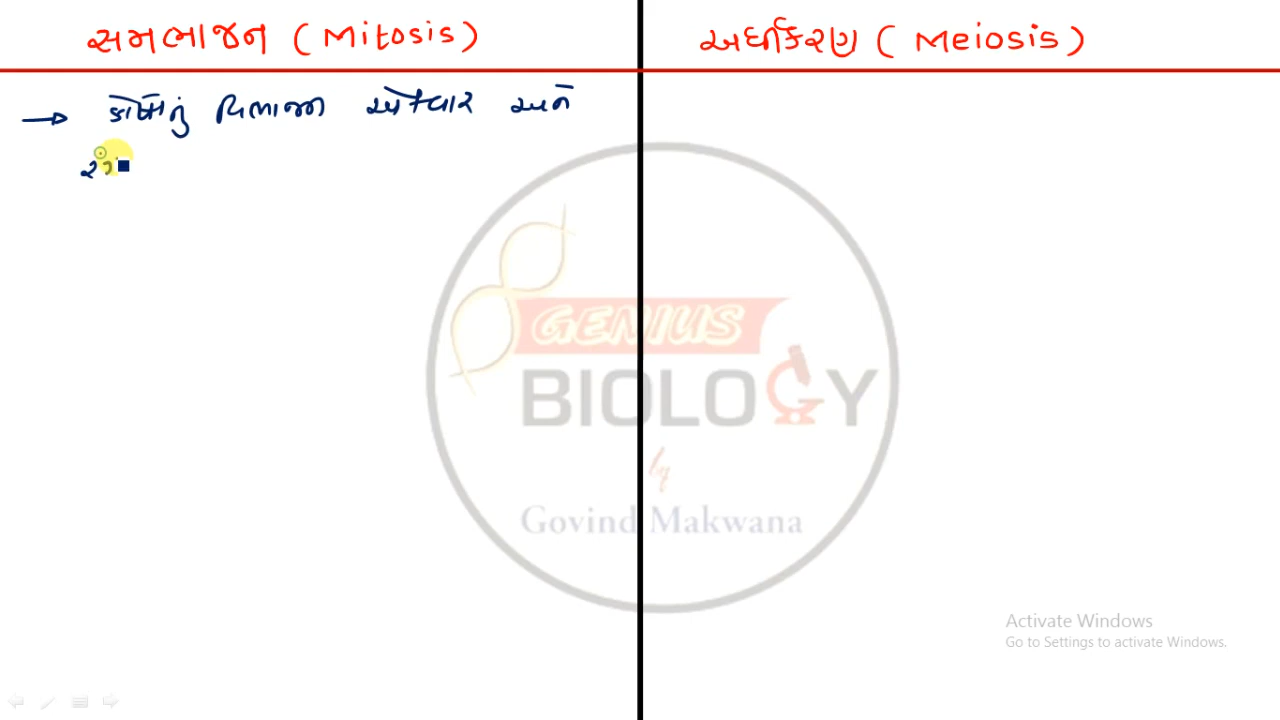 સમભાજન (Mitosis)
અર્ધીકરણ (Meiosis)
→ કોષોનું વિભાજન એકવાર અને
GENIUS
BIOLOGY
by
Govind Makwana
Activate Windows
Go to Settings to activate Windows.